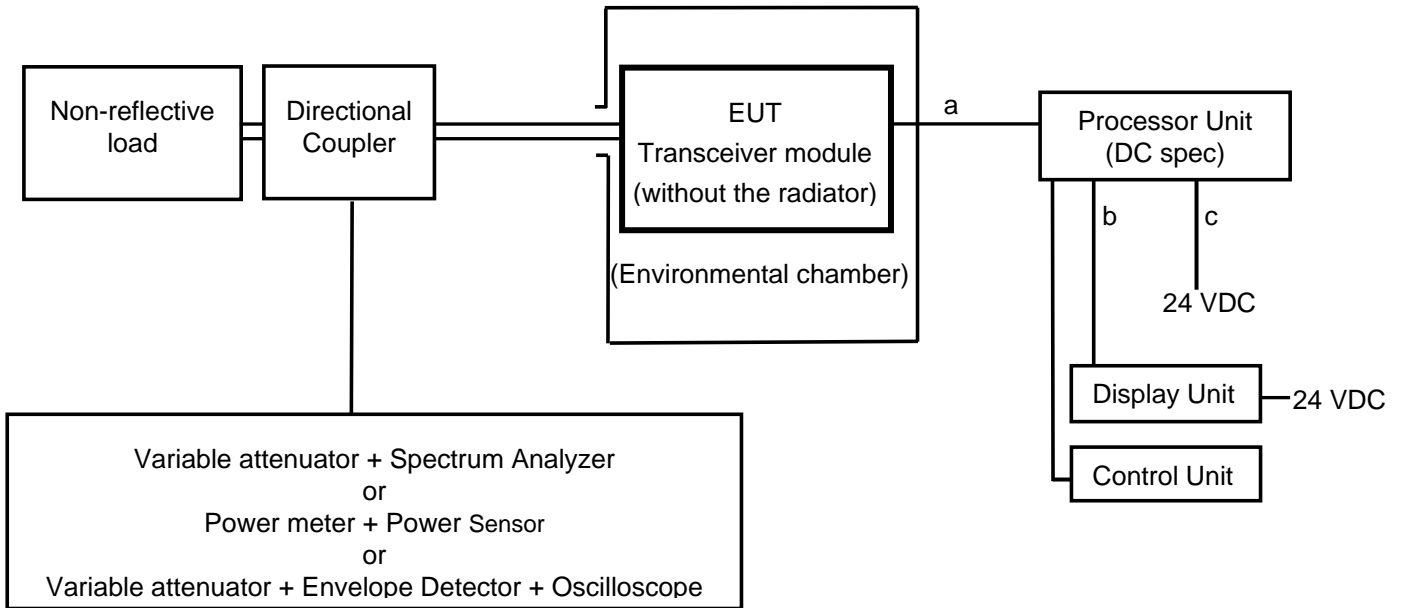 Non-reflective
load
Directional
Coupler
EUT
Transceiver module
(without the radiator)
(Environmental chamber)
a
Processor Unit
(DC spec)
b
c
24 VDC
Display Unit
24 VDC
Control Unit
Variable attenuator + Spectrum Analyzer
or
Power meter + Power Sensor
or
Variable attenuator + Envelope Detector + Oscilloscope